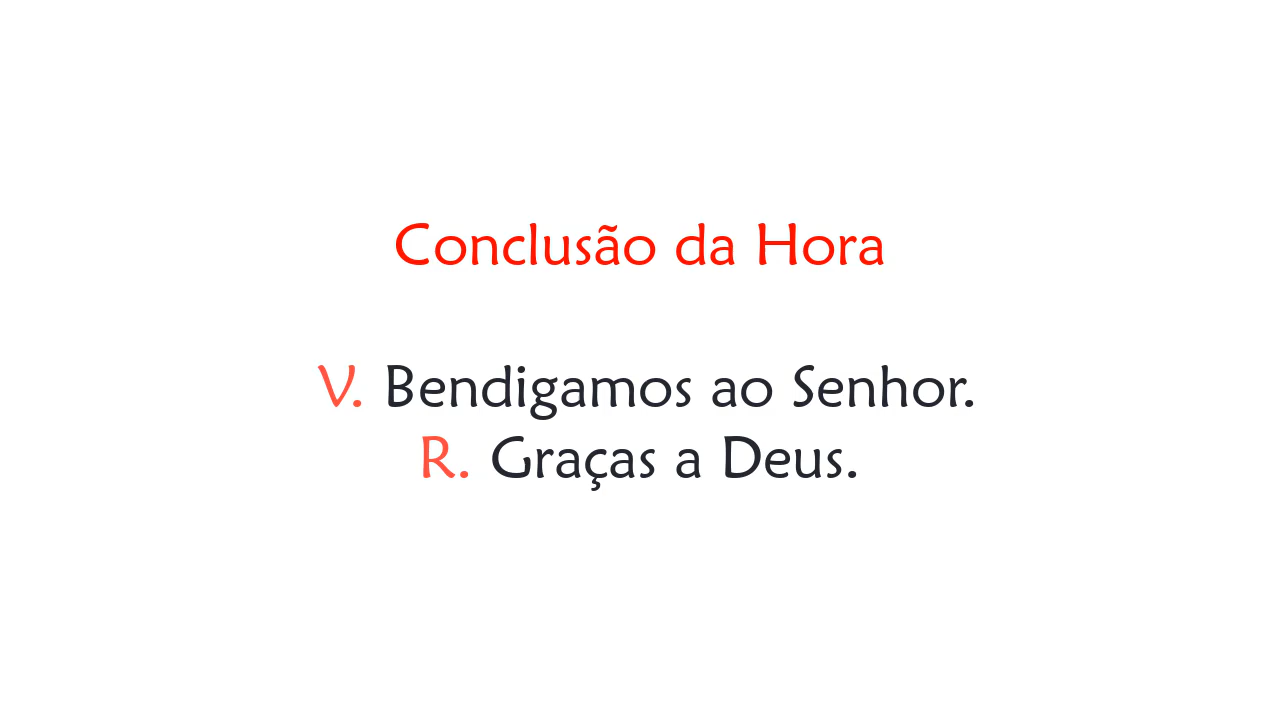 Conclusão da Hora
V. Bendigamos ao Senhor.
R. Graças a Deus.